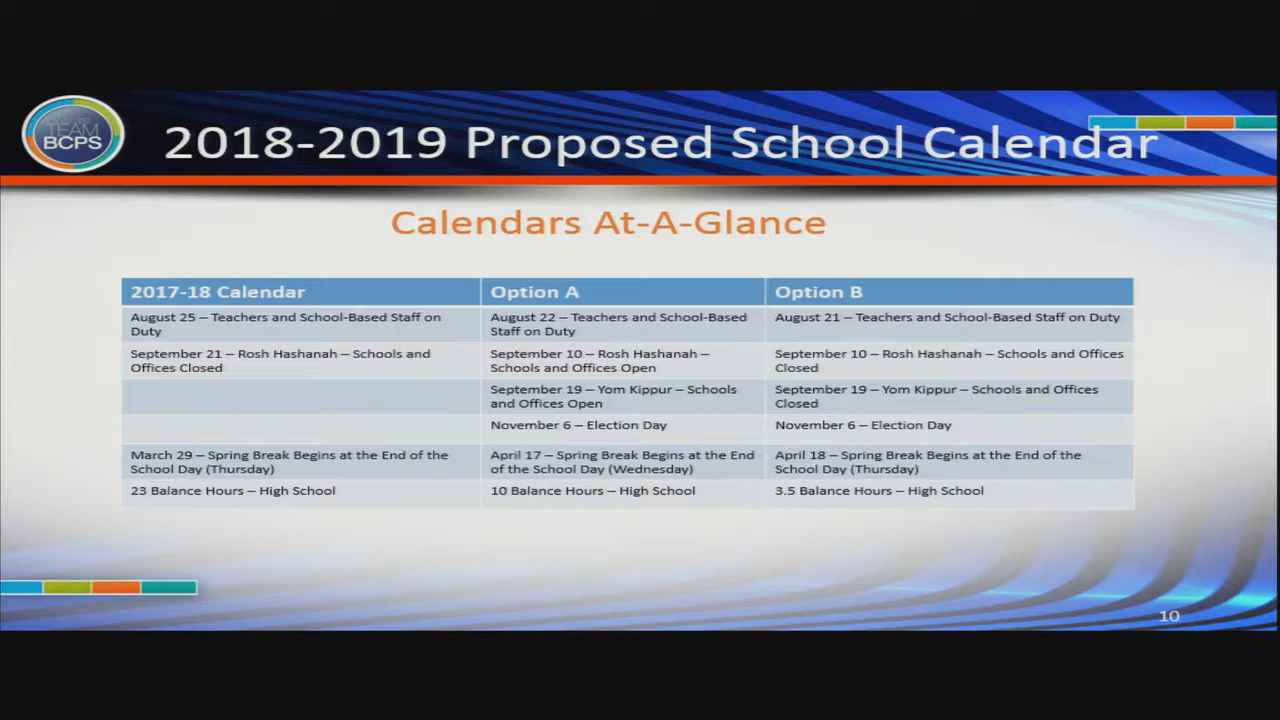 TEAM
BCPS
2018-2019 Proposed School Calendar
Calendars At-A-Glance
2017-18 Calendar
Option A
Option B
August 25 – Teachers and School-Based Staff on
Duty
August 22 – Teachers and School-Based
Staff on Duty
August 21 – Teachers and School-Based Staff on Duty
September 21 – Rosh Hashanah – Schools and
Offices Closed
September 10 – Rosh Hashanah –
Schools and Offices Open
September 10 – Rosh Hashanah – Schools and Offices
Closed
September 19 – Yom Kippur – Schools
and Offices Open
September 19 – Yom Kippur – Schools and Offices
Closed
November 6 – Election Day
November 6 – Election Day
March 29 – Spring Break Begins at the End of the
School Day (Thursday)
April 17 – Spring Break Begins at the End
of the School Day (Wednesday)
April 18 – Spring Break Begins at the End of the
School Day (Thursday)
23 Balance Hours – High School
10 Balance Hours – High School
3.5 Balance Hours – High School
10